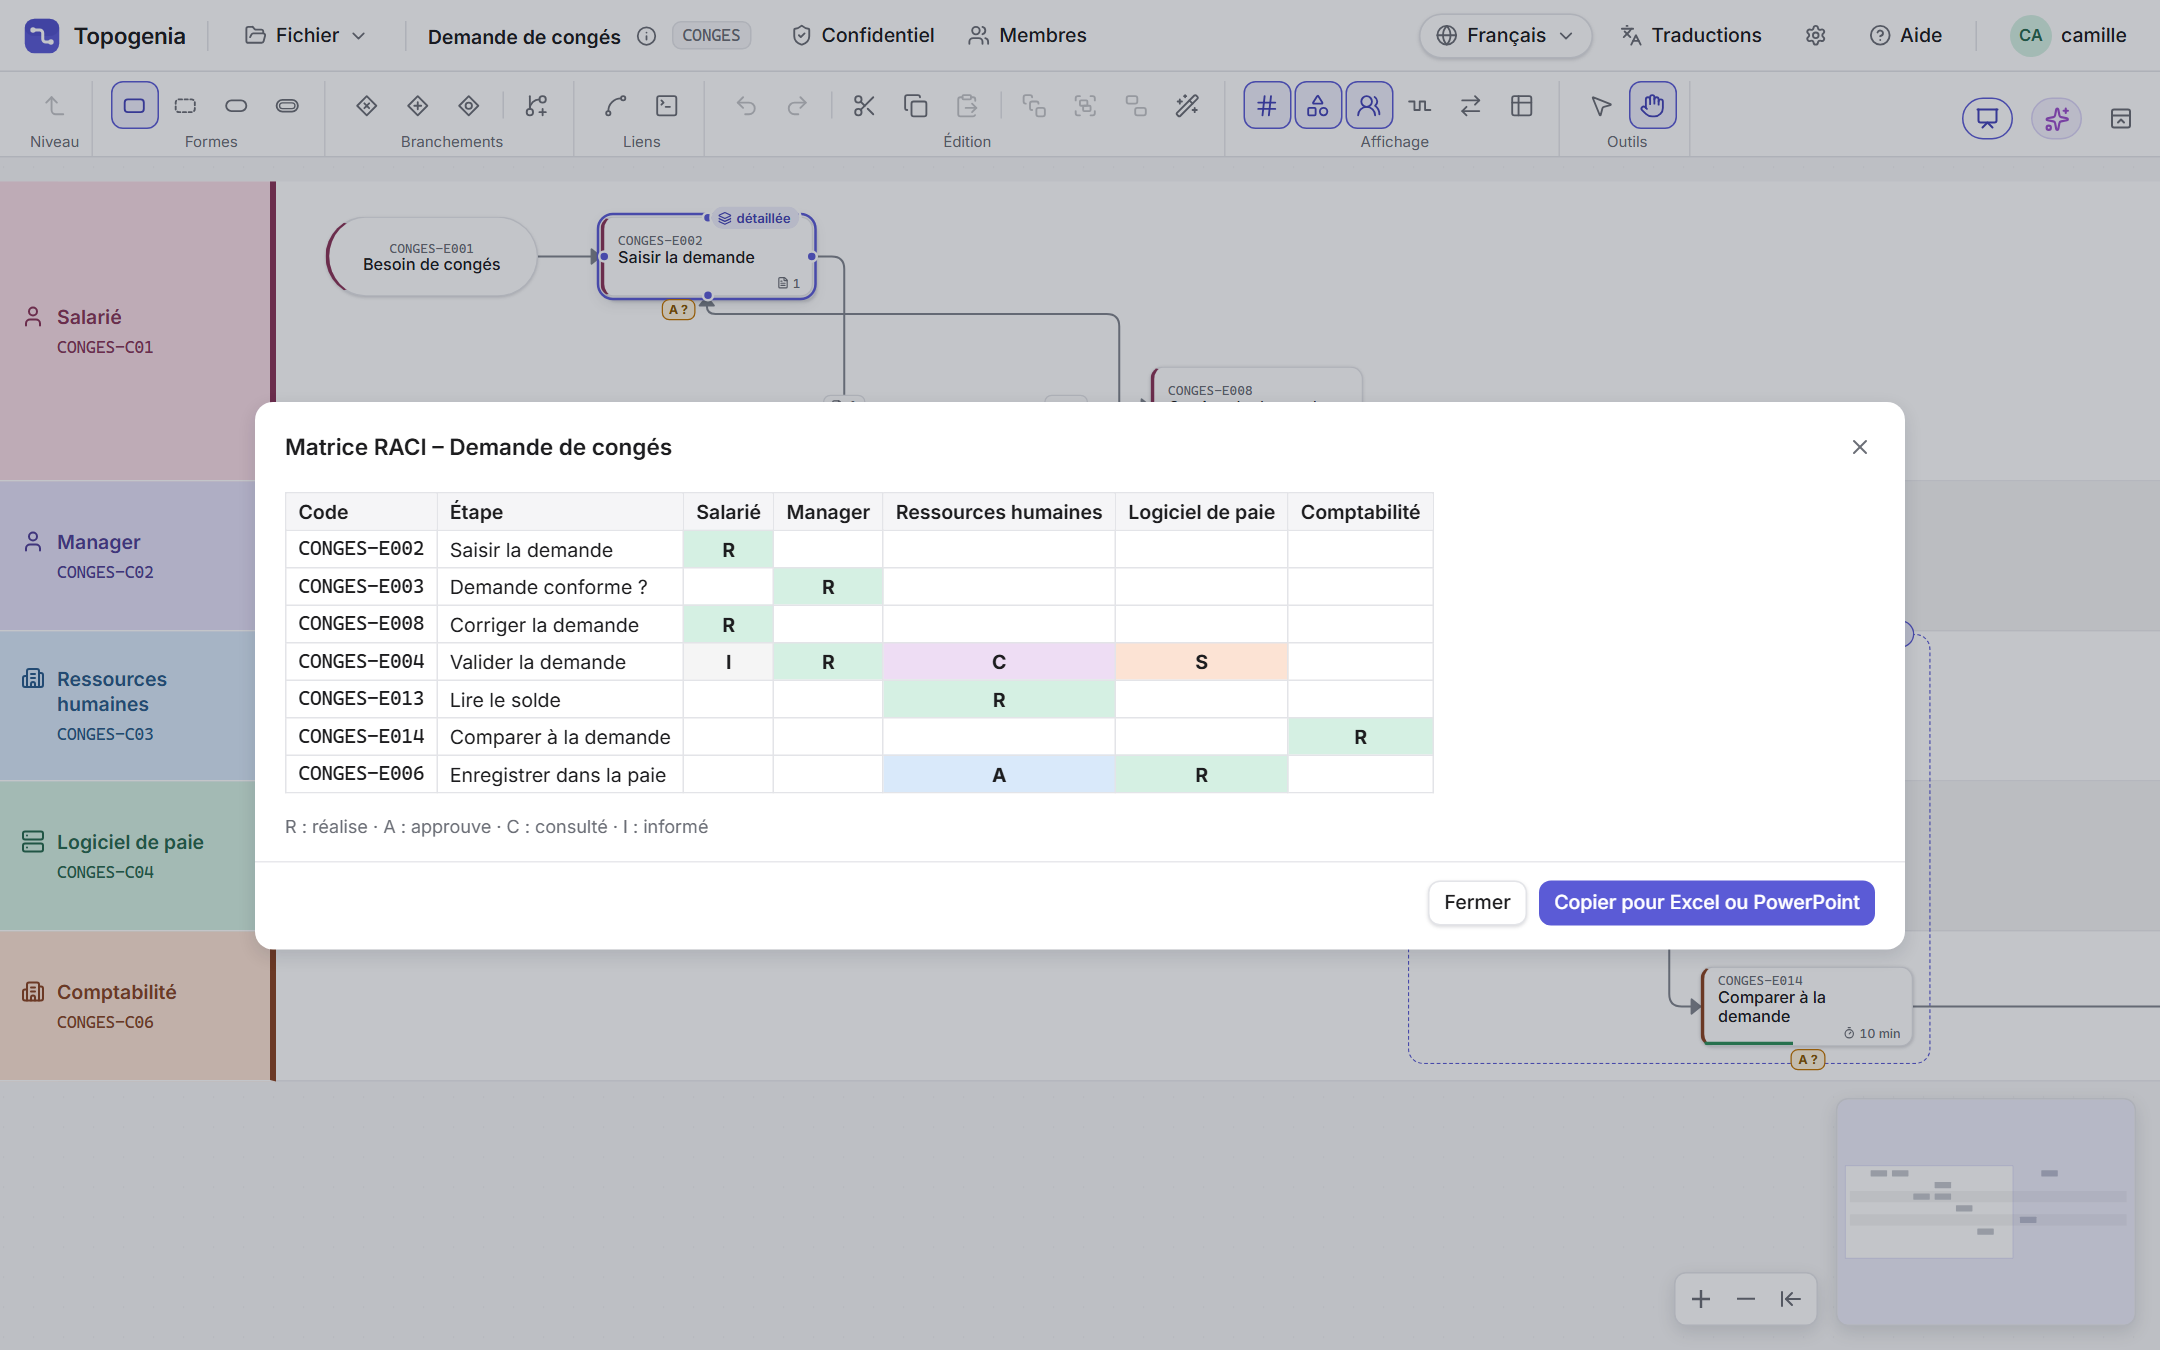 Topogenia
Fichier
Demande de congés
CONGES
Confidentiel
Membres
Français
Traductions
Aide
CA
camille
Niveau
Formes
Branchements
Liens
Édition
Affichage
Outils
Salarié
CONGES-C01
Manager
CONGES-C02
Ressources
humaines
CONGES-C03
Logiciel de paie
CONGES-C04
Comptabilité
CONGES-C06
CONGES-E001
Besoin de congés
détaillée
CONGES-E002
Saisir la demande
1
A ?
CONGES-E008
Matrice RACI – Demande de congés
Code Étape Salarié Manager Ressources humaines Logiciel de paie Comptabilité
CONGES-E002 Saisir la demande R
CONGES-E003 Demande conforme ? R
CONGES-E008 Corriger la demande R
CONGES-E004 Valider la demande I R C S
CONGES-E013 Lire le solde R
CONGES-E014 Comparer à la demande R
CONGES-E006 Enregistrer dans la paie A R
R : réalise · A : approuve · C : consulté · I : informé
Fermer
Copier pour Excel ou PowerPoint
CONGES-E014
Comparer à la
demande
10 min
A ?